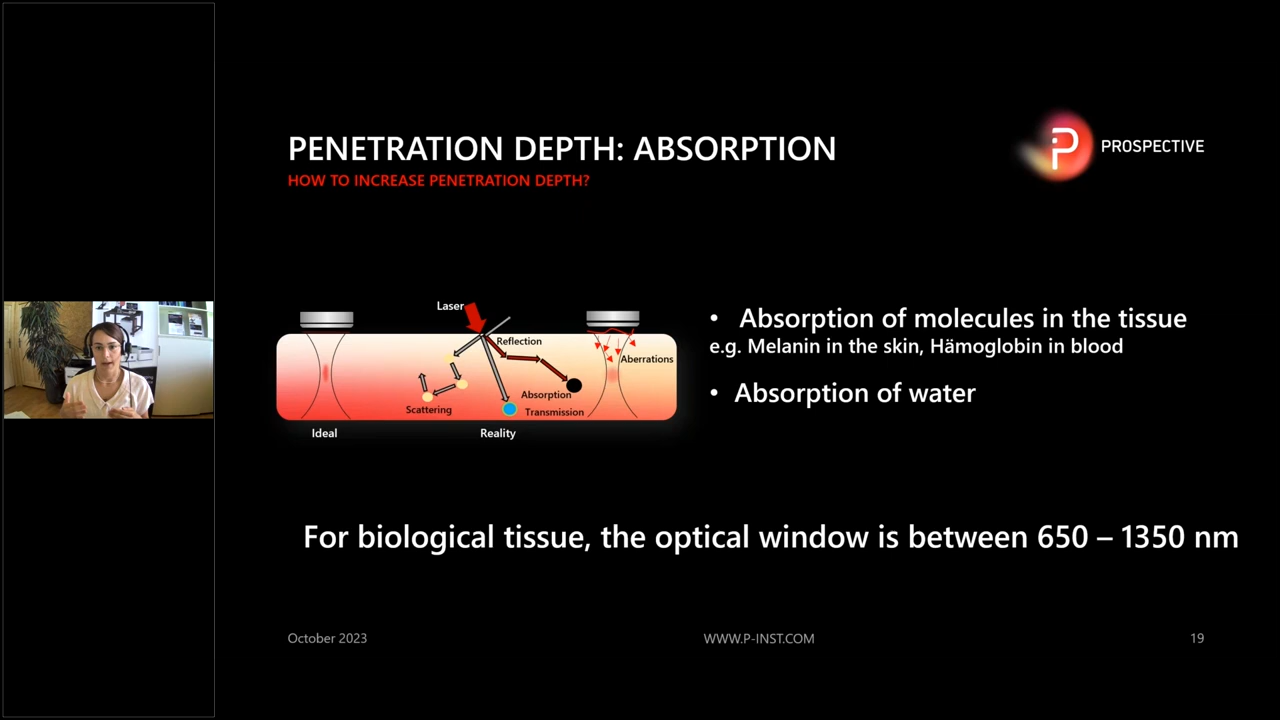 PENETRATION DEPTH: ABSORPTION
HOW TO INCREASE PENETRATION DEPTH?
PROSPECTIVE
Laser
Reflection
Aberrations
Absorption
Scattering
Transmission
Ideal
Reality
• Absorption of molecules in the tissue
e.g. Melanin in the skin, Hämoglobin in blood
• Absorption of water
For biological tissue, the optical window is between 650 – 1350 nm
October 2023
WWW.P-INST.COM
19